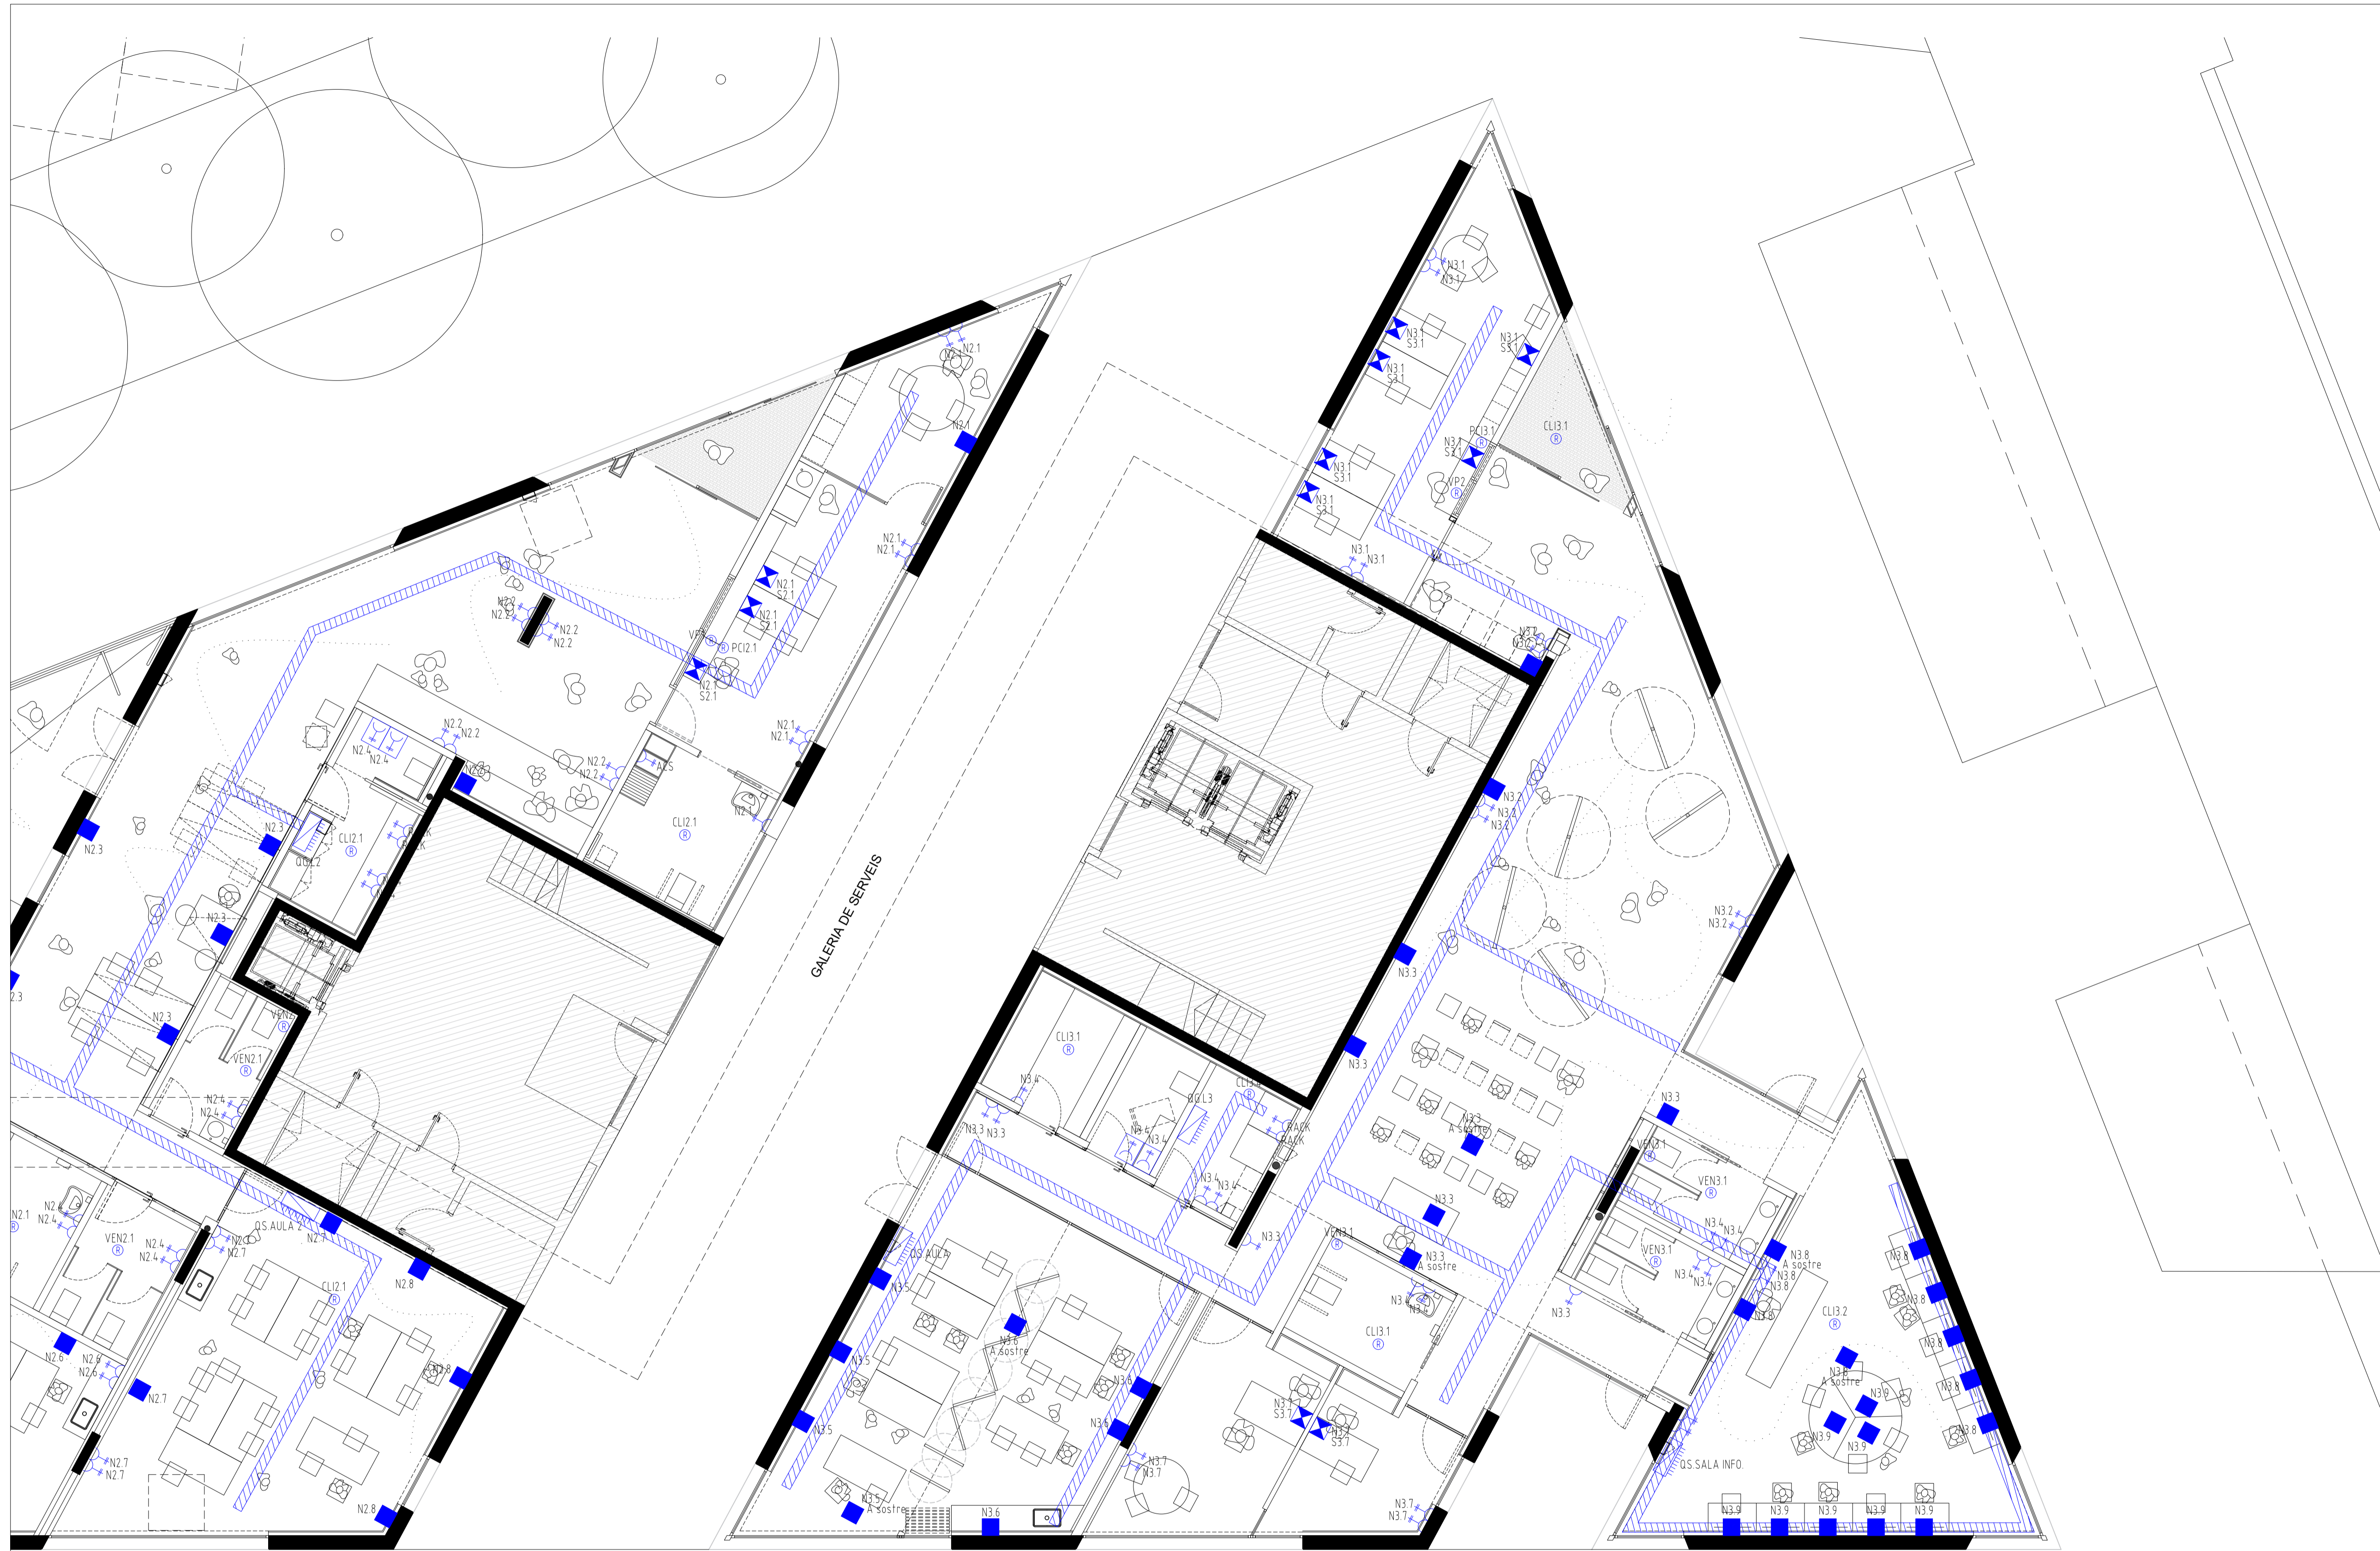 N3.1
N3.1
N3.1
S3.1
N3.1
S3.1
N3.1
S3.1
N2.1
N2.1
N2.1
PCI3.1
R
CLI3.1
R
N3.1
S3.1
N3.1
S3.1
N3.1
S3.1
VP2
R
N2.1
N2.1
N3.1
N3.1
N2.1
S2.1
N2.1
S2.1
N2.2
N2.2
N2.2
N2.2
R
R
PCI2.1
N3.2
N2.1
S2.1
N2.1
N2.1
N2.2
N2.2
N2.4
N2.4
N2.2
N2.2
AES
N2.1
N3.2
N3.2
N3.2
CLI2.1
R
N2.3
N2.3
CLI2.1
R
Q.G.L2
RACK
GALERIA DE SERVEIS
N2.3
N3.2
N3.2
N3.3
2.3
N2.3
R
VEN2.1
R
N2.4
N2.4
CLI3.1
R
N3.3
N3.4
N3.3
N3.3
Q.G.L3
R
N3.4
N3.4
RACK
RACK
N3.3
A sostre
N3.3
VEN3.1
R
VEN3.1
R
N3.4
N3.4
N3.3
N3.3
N2.1
R
N2.4
VEN2.1
R
N2.4
N2.4
Q.S.AULA 2
N2.7
N2.7
N2.8
CLI2.1
R
Q.S.AULA
N3.5
VEN3.1
R
N3.3
A sostre
N3.4
N3.4
VEN3.1
R
N3.4
N3.4
N3.4
N3.4
N3.3
N3.8
A sostre
N3.8
N3.8
N3.8
N3.8
N3.8
N3.8
N3.8
N3.8
CLI3.2
R
N2.6
N2.6
N2.6
N2.7
N2.8
N3.5
N3.6
A sostre
N3.6
N3.6
CLI3.1
R
A sostre
N3.9
N3.9
N3.9
N2.7
N2.7
N2.8
N3.5
N3.5
A sostre
N3.6
N3.7
N3.7
S3.7
S3.7
N3.7
N3.7
Q.S.SALA INFO.
N3.9
N3.9
N3.9
N3.9
N3.9